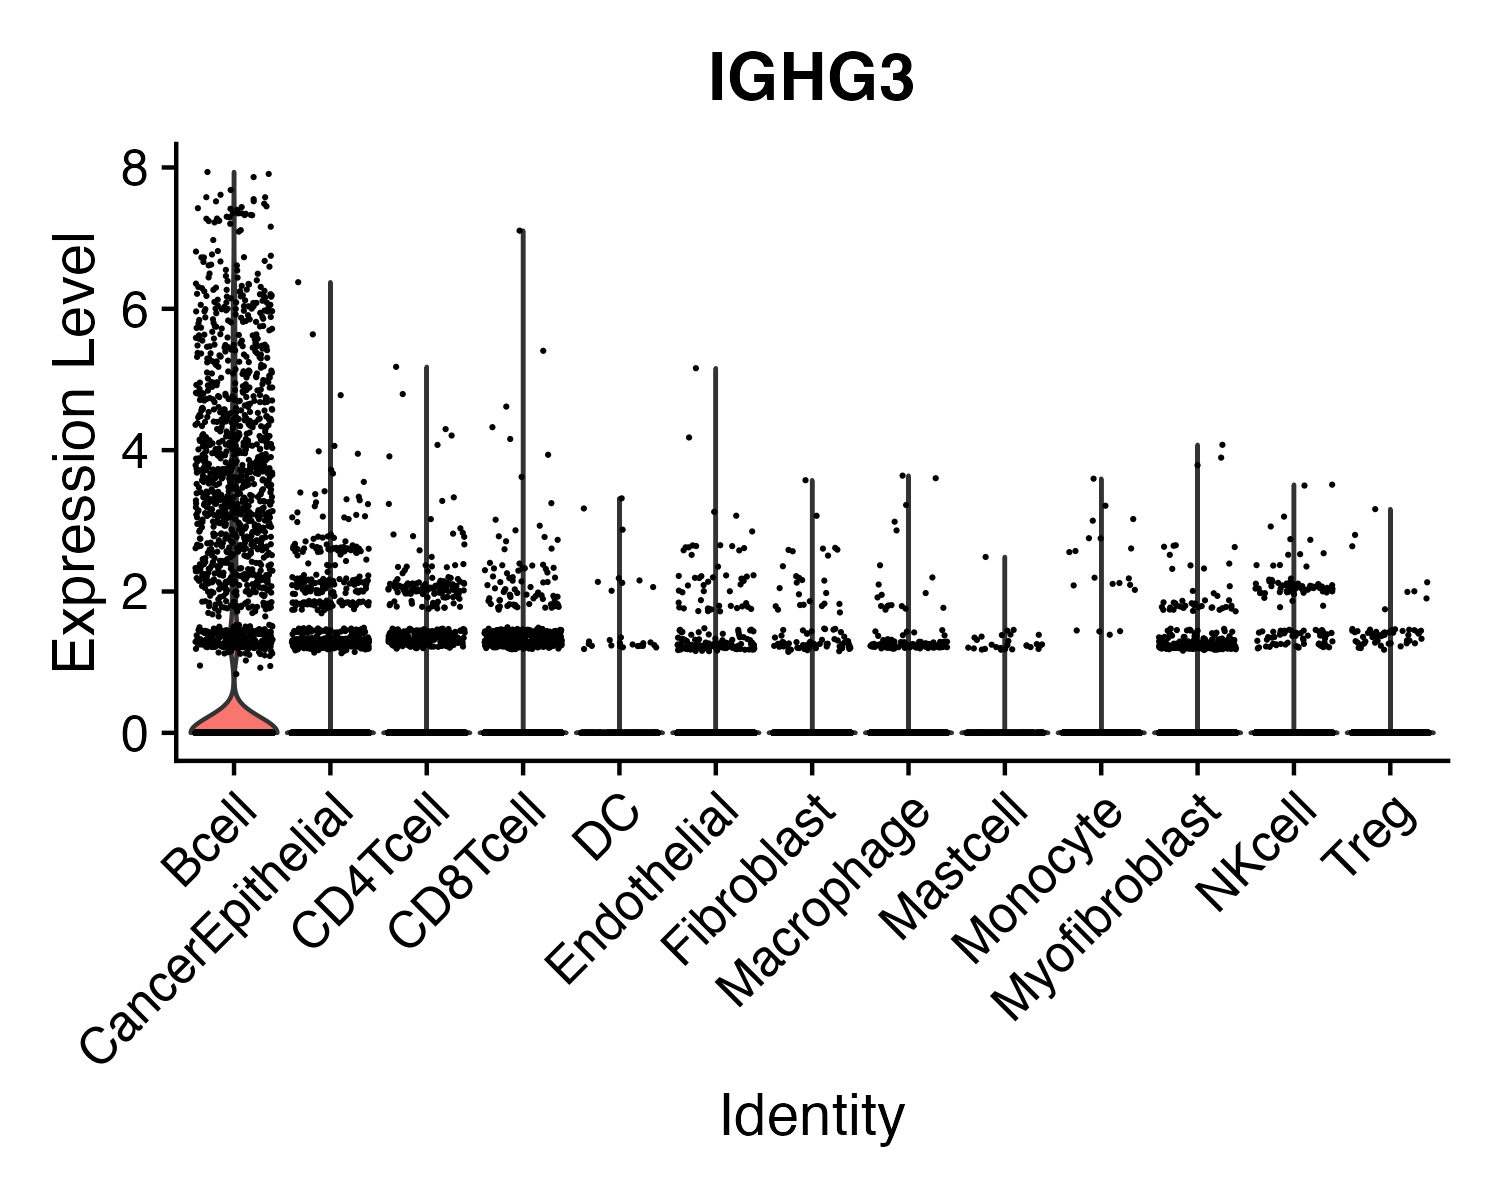 IGHG3
Expression Level
8
6
4
2
0
Bcell
CancerEpithelial
CD4Tcell
CD8Tcell
DC
Endothelial
Fibroblast
Macrophage
Mastcell
Monocyte
Myofibroblast
NKcell
Treg
Identity